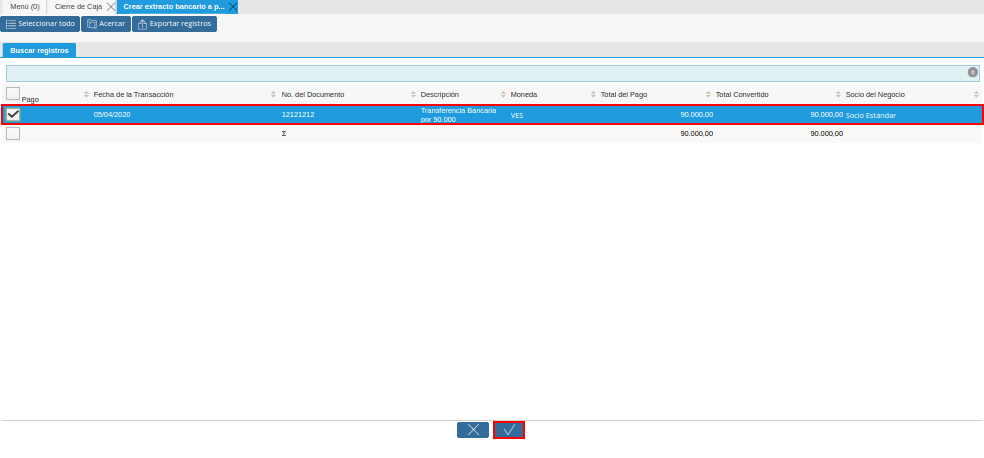 Menú (0) Cierre de Caja Crear extracto bancario a p...
Seleccionar todo Acercar Exportar registros
Buscar registros
Pago Fecha de la Transacción No. del Documento Descripción Moneda Total del Pago Total Convertido Socio del Negocio
05/04/2020 12121212 Transferencia Bancaria por 90.000 VES 90.000,00 90.000,00 Socio Estándar
Σ 90.000,00 90.000,00